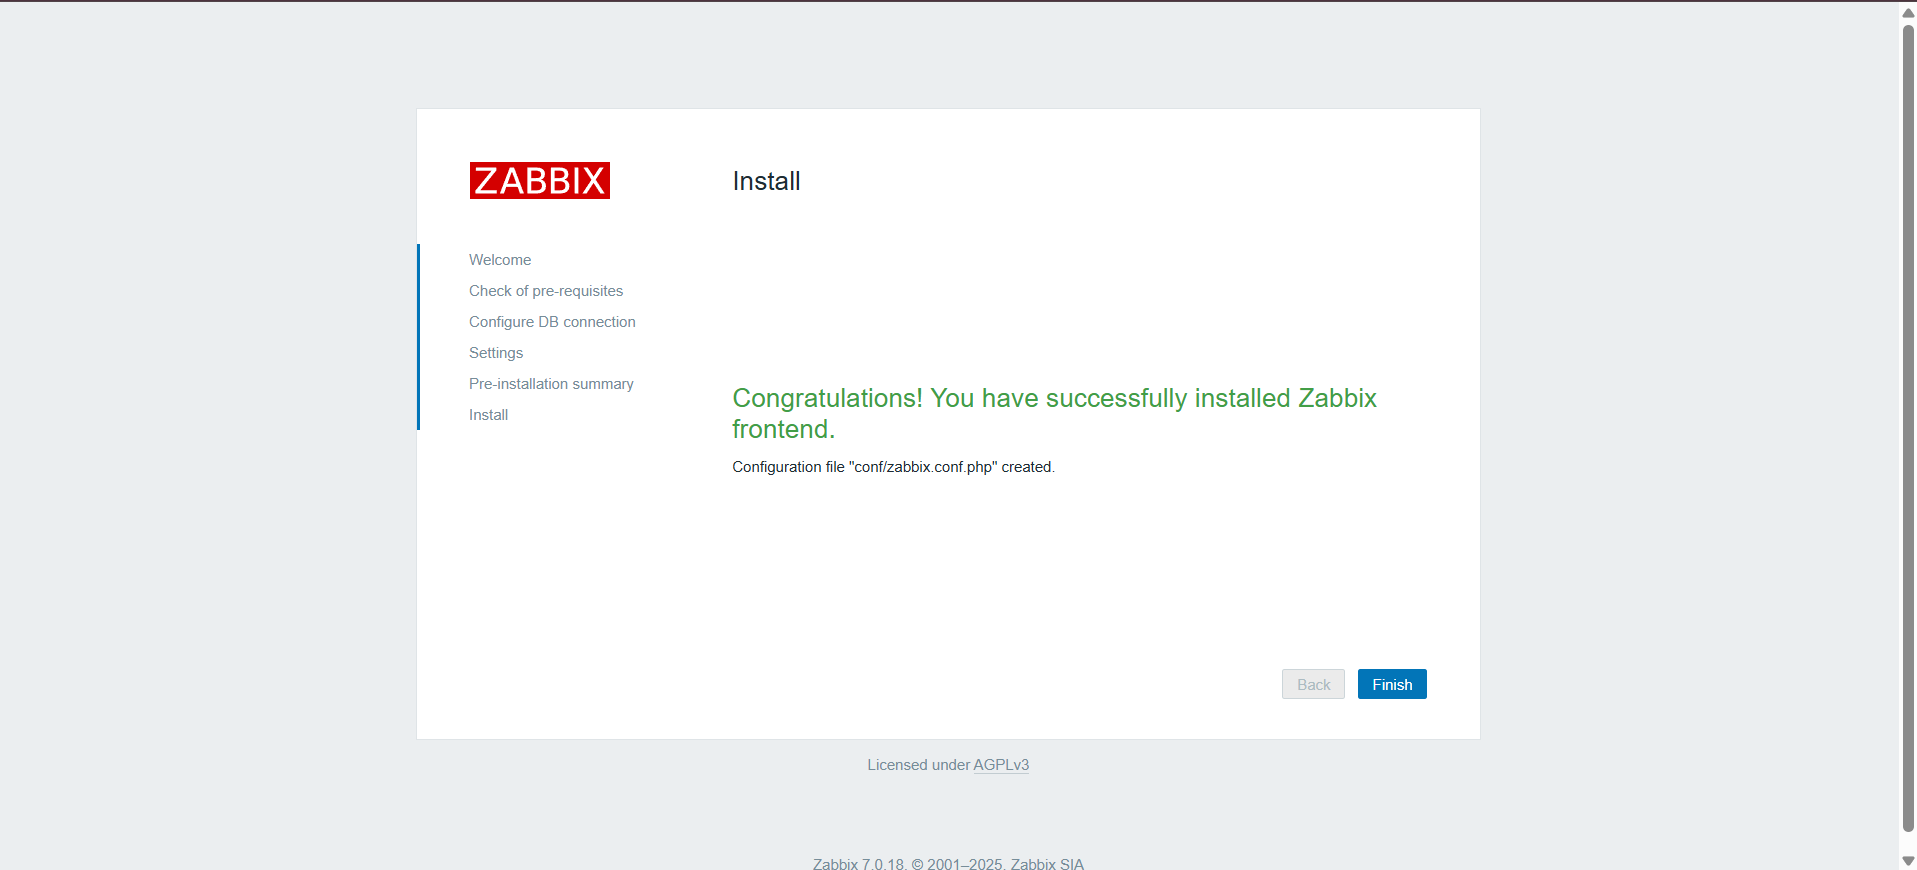 ZABBIX
Install
Welcome
Check of pre-requisites
Configure DB connection
Settings
Pre-installation summary
Install
Congratulations! You have successfully installed Zabbix
frontend.
Configuration file "conf/zabbix.conf.php" created.
Back
Finish
Licensed under AGPLv3
Zabbix 7.0.18. © 2001–2025, Zabbix SIA